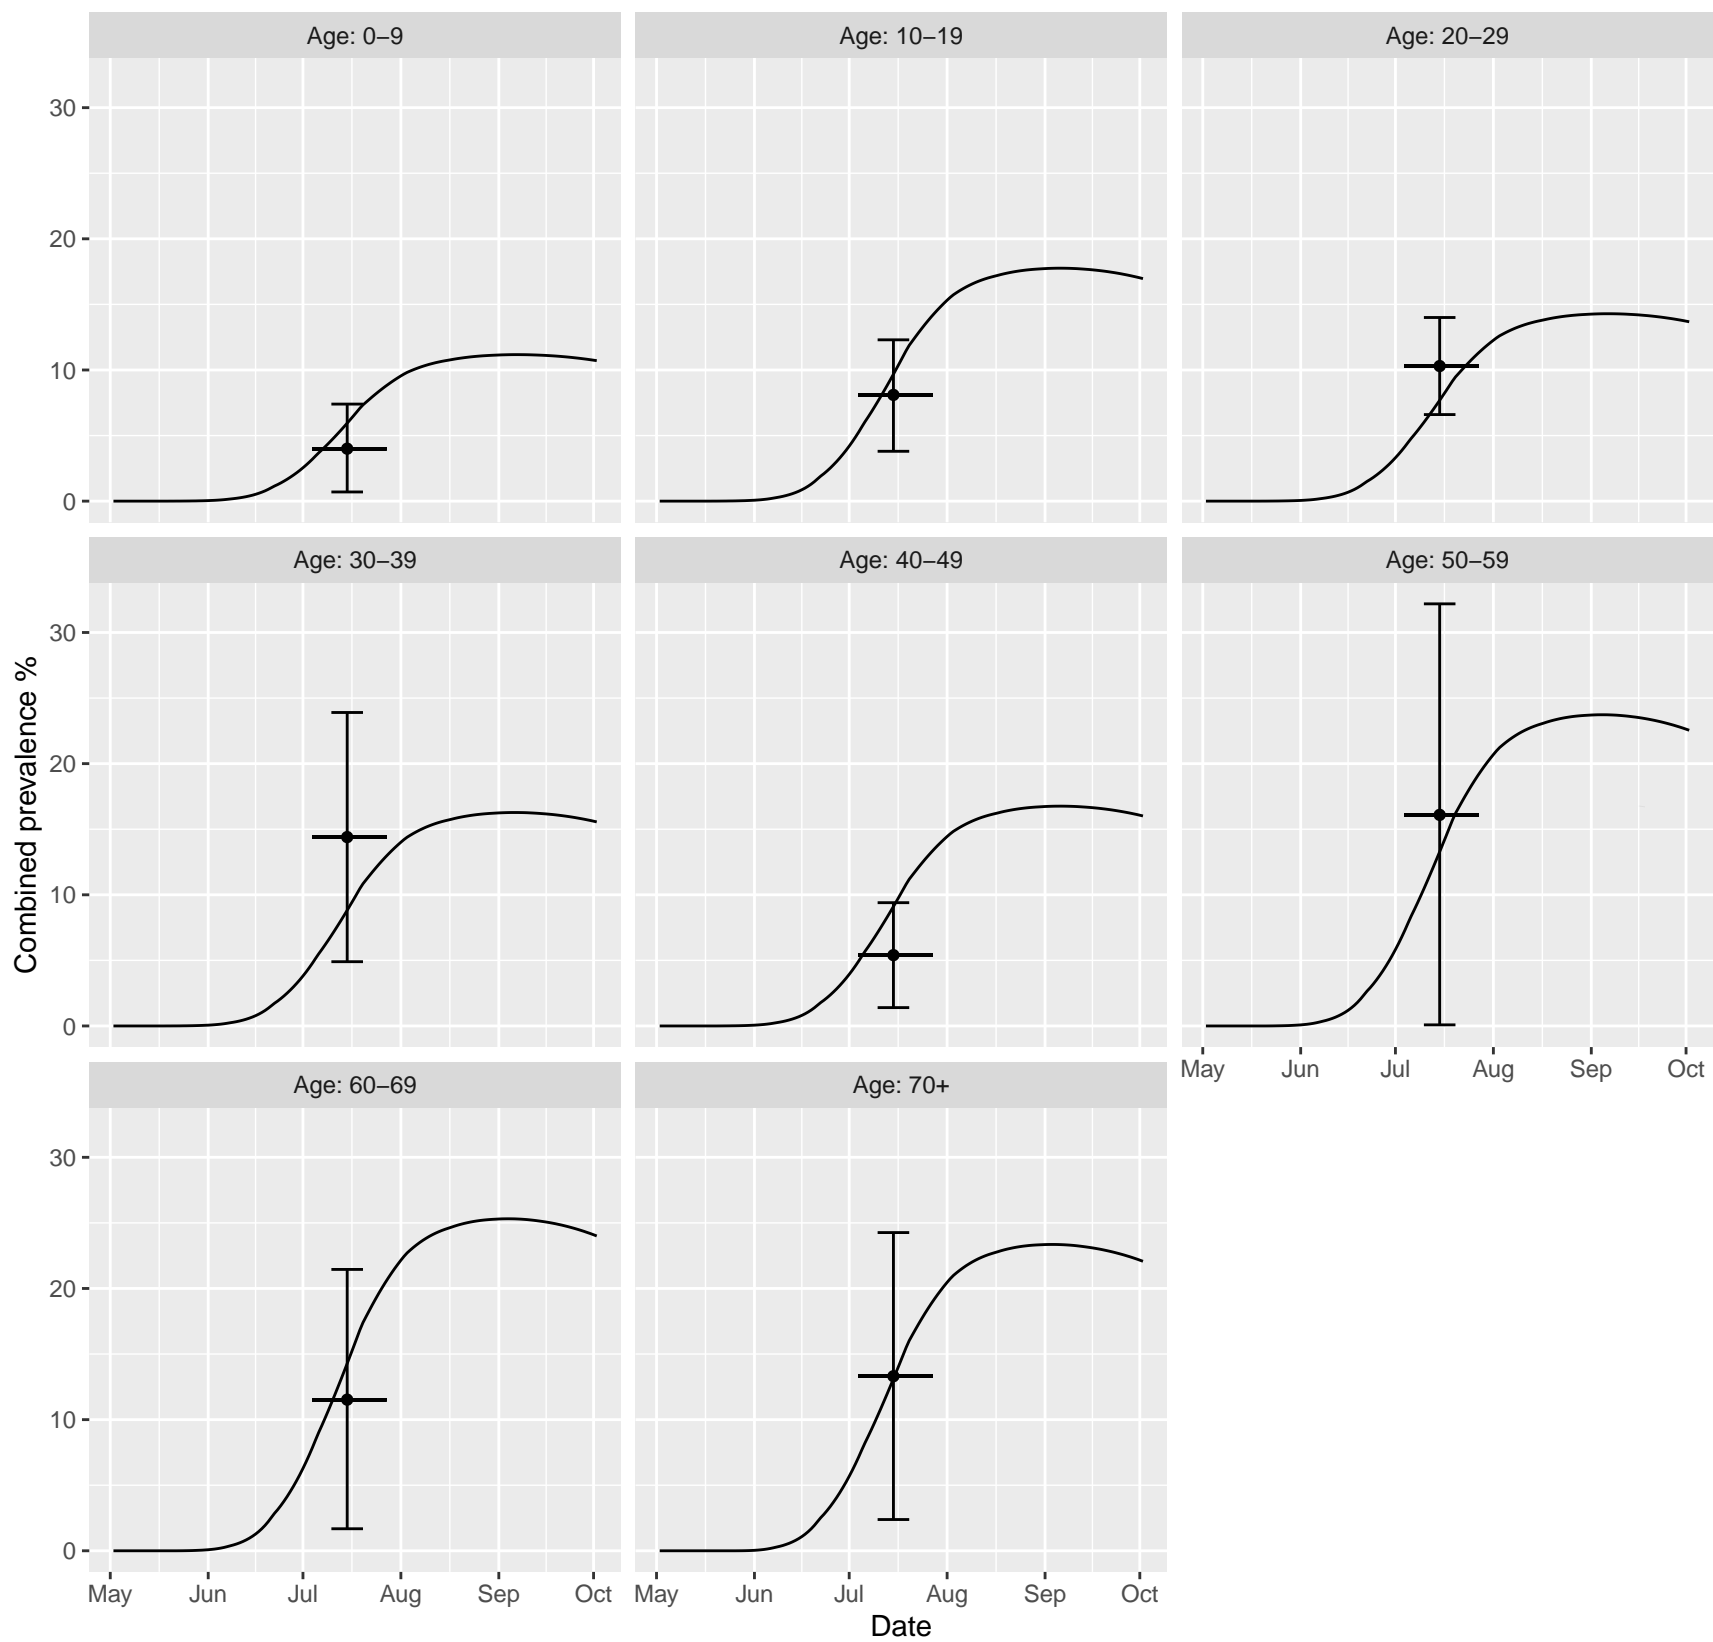 Age: 0–9
Age: 10–19
Age: 20–29
30
20
10
0
Age: 30–39
Age: 40–49
Age: 50–59
30
20
10
0
May Jun Jul Aug Sep Oct
Age: 60–69
Age: 70+
30
20
10
0
May Jun Jul Aug Sep Oct
May Jun Jul Aug Sep Oct
Combined prevalence %
Date